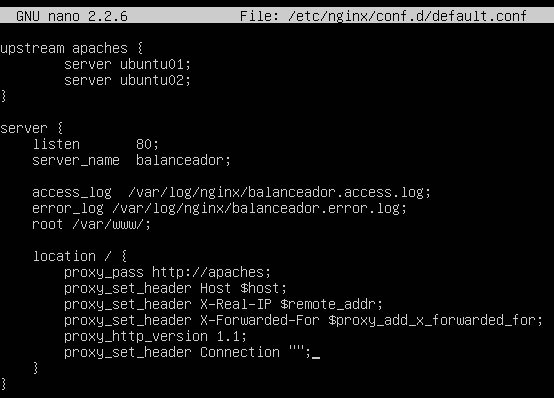 GNU nano 2.2.6 File: /etc/nginx/conf.d/default.conf
upstream apaches {
server ubuntu01;
server ubuntu02;
}
server {
listen 80;
server_name balanceador;
access_log /var/log/nginx/balanceador.access.log;
error_log /var/log/nginx/balanceador.error.log;
root /var/www/;
location / {
proxy_pass http://apaches;
proxy_set_header Host $host;
proxy_set_header X-Real-IP $remote_addr;
proxy_set_header X-Forwarded-For $proxy_add_x_forwarded_for;
proxy_http_version 1.1;
proxy_set_header Connection "";
}
}